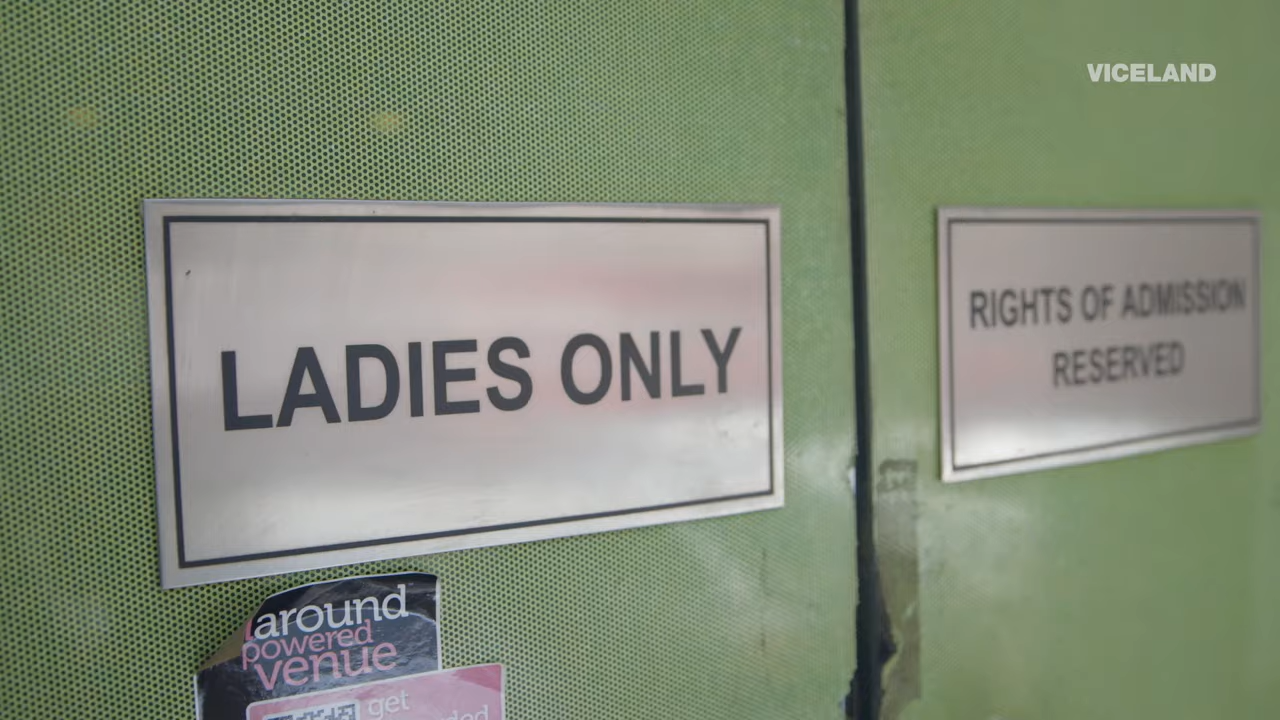 VICELAND
LADIES ONLY
RIGHTS OF ADMISSION
RESERVED
around
powered
venue
get